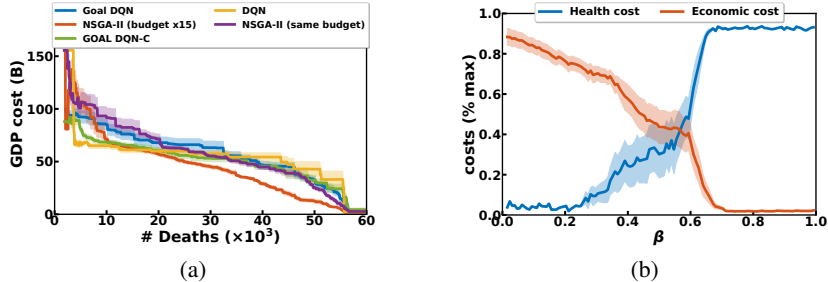 Goal DQN
NSGA-II (budget x15)
GOAL DQN-C
DQN
NSGA-II (same budget)
150
100
50
0
GDP cost (B)
0 10 20 30 40 50 60
# Deaths (×10³)
(a)
Health cost
Economic cost
1.0
0.8
0.6
0.4
0.2
0.0
costs (% max)
0.0 0.2 0.4 0.6 0.8 1.0
β
(b)